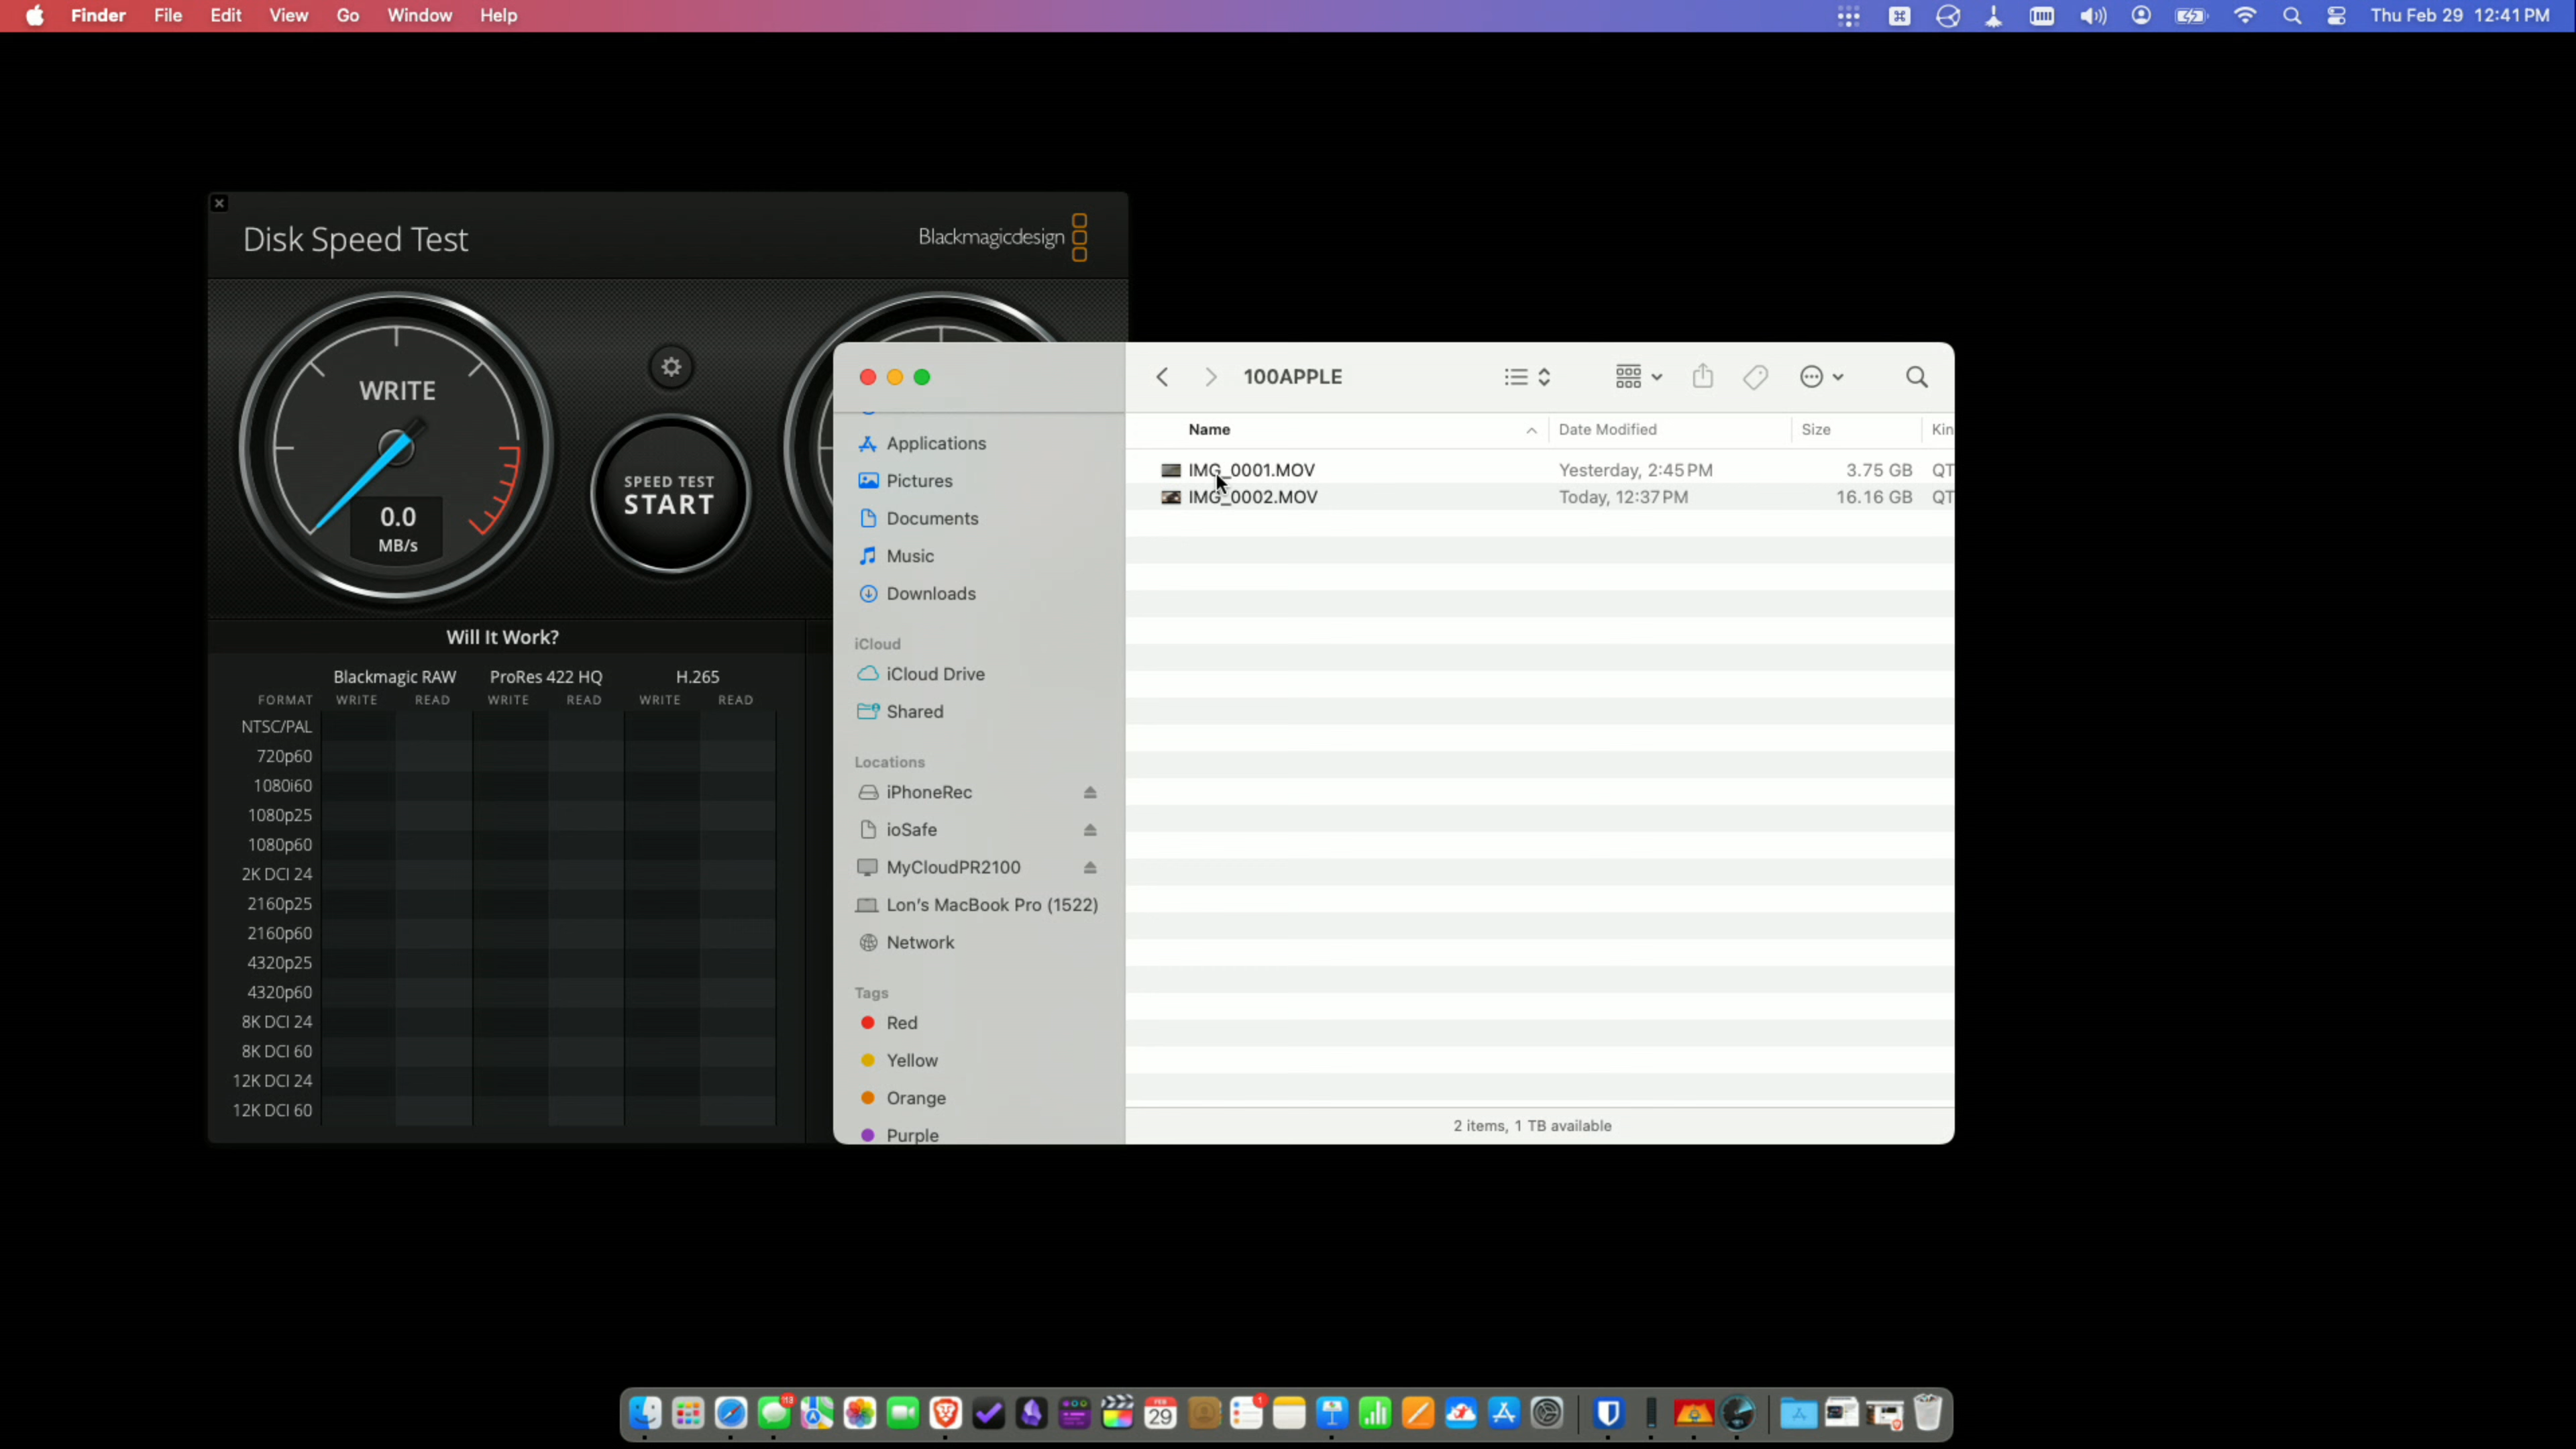 Finder File Edit View Go Window Help Thu Feb 29 12:41 PM
Disk Speed Test
Blackmagicdesign
WRITE
0.0
MB/s
SPEED TEST
START
Will It Work?
Blackmagic RAW ProRes 422 HQ H.265
FORMAT WRITE READ WRITE READ WRITE READ
NTSC/PAL
720p60
1080i60
1080p25
1080p60
2K DCI 24
2160p25
2160p60
4320p25
4320p60
8K DCI 24
8K DCI 60
12K DCI 24
12K DCI 60
100APPLE
Applications
Pictures
Documents
Music
Downloads
iCloud
iCloud Drive
Shared
Locations
iPhoneRec
ioSafe
MyCloudPR2100
Lon's MacBook Pro (1522)
Network
Tags
Red
Yellow
Orange
Purple
Name Date Modified Size Kin
IMG_0001.MOV Yesterday, 2:45 PM 3.75 GB QT
IMG_0002.MOV Today, 12:37 PM 16.16 GB QT
2 items, 1 TB available
FEB
29
1